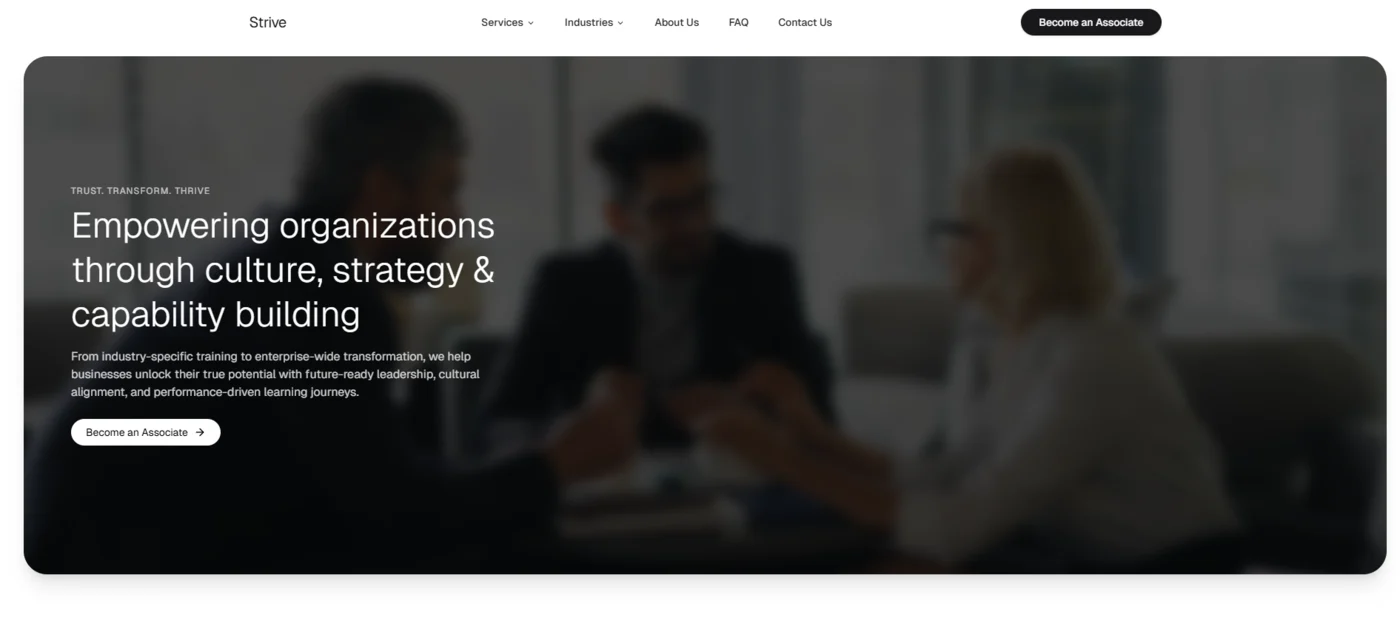 Strive
Services
Industries
About Us
FAQ
Contact Us
Become an Associate
TRUST. TRANSFORM. THRIVE
Empowering organizations
through culture, strategy &
capability building
From industry-specific training to enterprise-wide transformation, we help
businesses unlock their true potential with future-ready leadership, cultural
alignment, and performance-driven learning journeys.
Become an Associate →